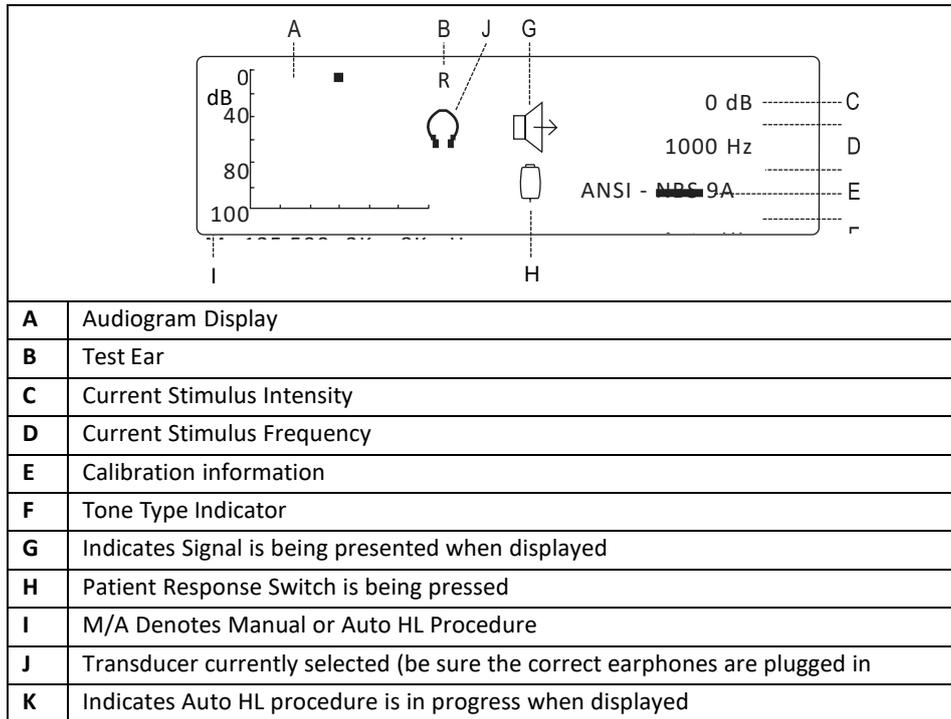 A B J G
0 R
dB 0 dB C
40
1000 Hz D
80
ANSI - NBS 9A E
100
I H
A Audiogram Display
B Test Ear
C Current Stimulus Intensity
D Current Stimulus Frequency
E Calibration information
F Tone Type Indicator
G Indicates Signal is being presented when displayed
H Patient Response Switch is being pressed
I M/A Denotes Manual or Auto HL Procedure
J Transducer currently selected (be sure the correct earphones are plugged in
K Indicates Auto HL procedure is in progress when displayed